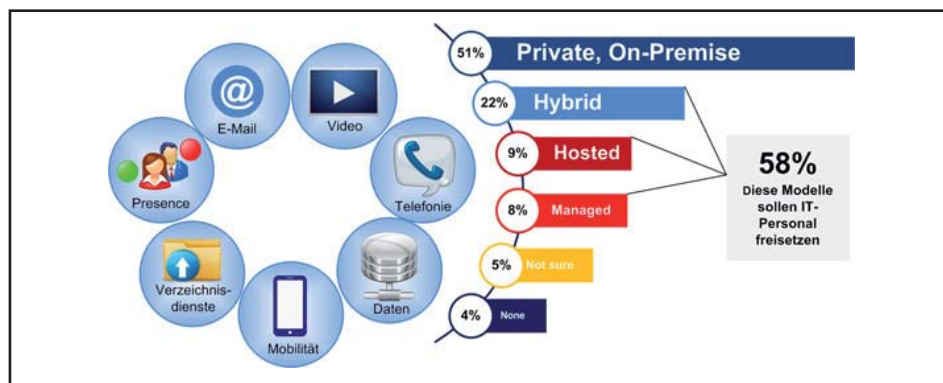 @
E-Mail
Video
Presence
Telefonie
Verzeichnis-
dienste
Mobilität
Daten
51%
Private, On-Premise
22%
Hybrid
9%
Hosted
8%
Managed
5%
Not sure
4%
None
58%
Diese Modelle
sollen IT-
Personal
freisetzen